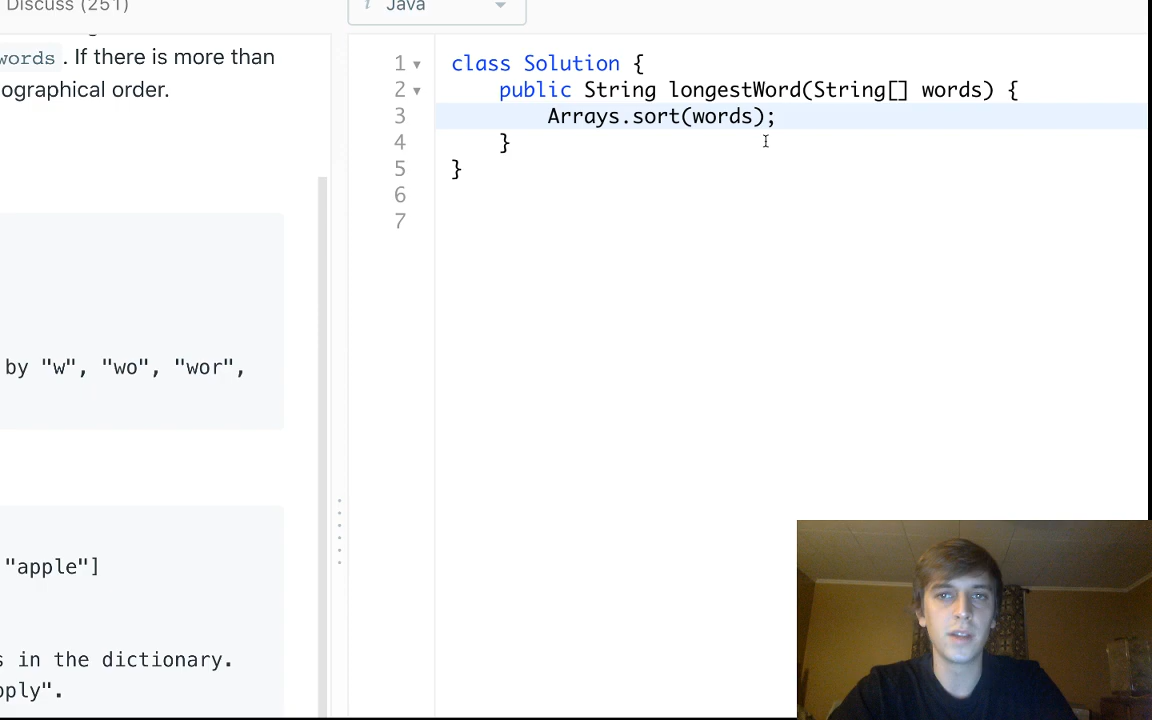 Discuss (251)
Java
words . If there is more than
ographical order.
by "w", "wo", "wor",
"apple"]
s in the dictionary.
pply".
1 class Solution {
2 public String longestWord(String[] words) {
3 Arrays.sort(words);
4 }
5 }
6
7